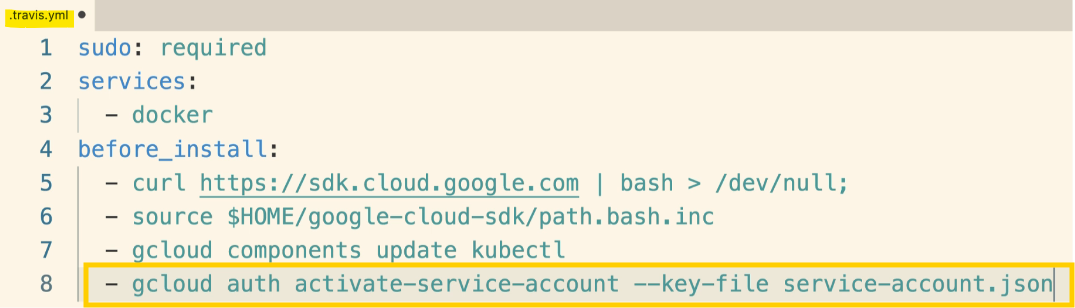 .travis.yml
1 sudo: required
2 services:
3 - docker
4 before_install:
5 - curl https://sdk.cloud.google.com | bash > /dev/null;
6 - source $HOME/google-cloud-sdk/path.bash.inc
7 - gcloud components update kubectl
8 - gcloud auth activate-service-account --key-file service-account.json